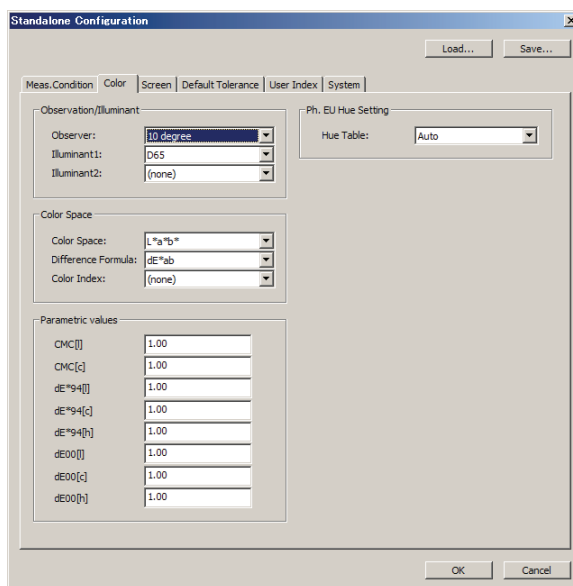 Standalone Configuration
Load... Save...
Meas.Condition Color Screen Default Tolerance User Index System
Observation/Illuminant
Observer: 10 degree
Illuminant1: D65
Illuminant2: (none)
Ph. EU Hue Setting
Hue Table: Auto
Color Space
Color Space: L*a*b*
Difference Formula: dE*ab
Color Index: (none)
Parametric values
CMC[l] 1.00
CMC[c] 1.00
dE*94[l] 1.00
dE*94[c] 1.00
dE*94[h] 1.00
dE00[l] 1.00
dE00[c] 1.00
dE00[h] 1.00
OK Cancel